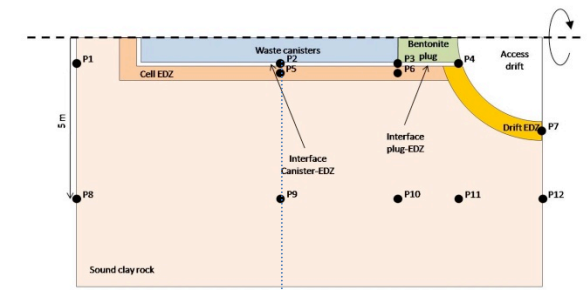 Waste canisters
Bentonite
plug
Access
drift
P1
P2
P3
P4
P5
P6
Cell EDZ
Drift EDZ
P7
5 m
Interface
plug-EDZ
Interface
Canister-EDZ
P8
P9
P10
P11
P12
Sound clay rock